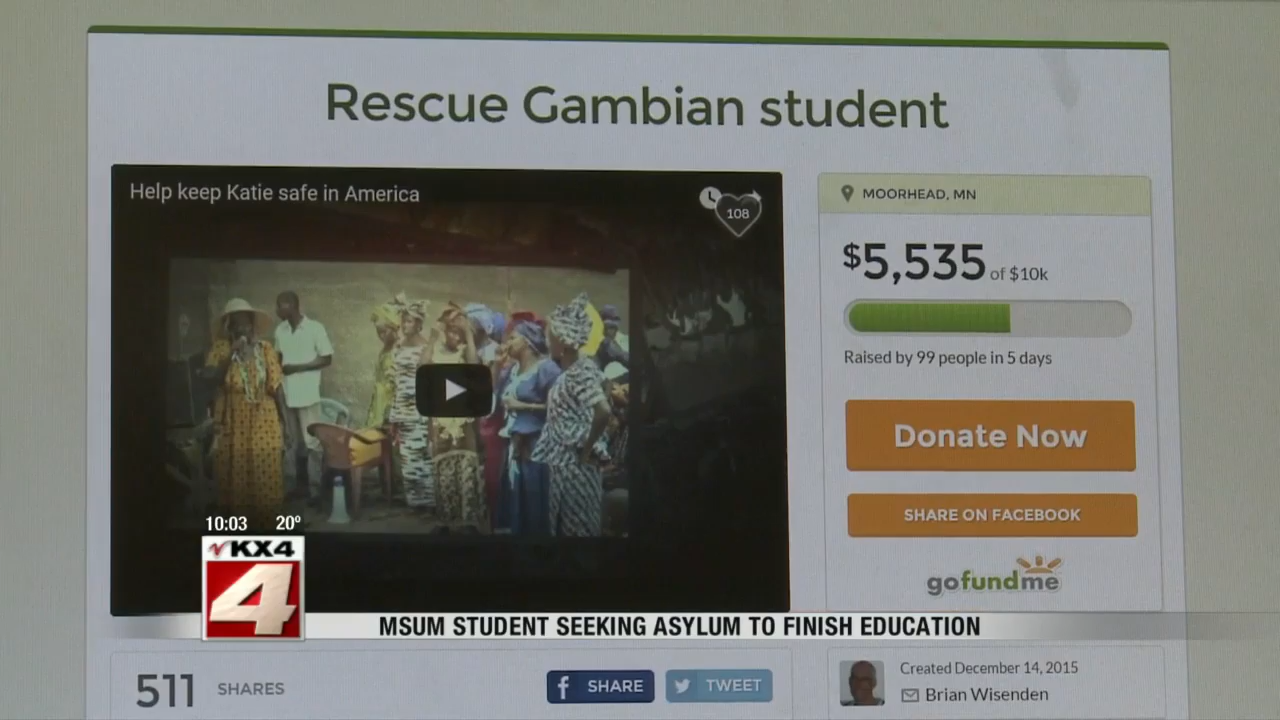 Rescue Gambian student
Help keep Katie safe in America
108
MOORHEAD, MN
$5,535 of $10k
Raised by 99 people in 5 days
Donate Now
SHARE ON FACEBOOK
gofundme
10:03 20°
KX4
4
MSUM STUDENT SEEKING ASYLUM TO FINISH EDUCATION
511 SHARES
f SHARE
TWEET
Created December 14, 2015
Brian Wisenden